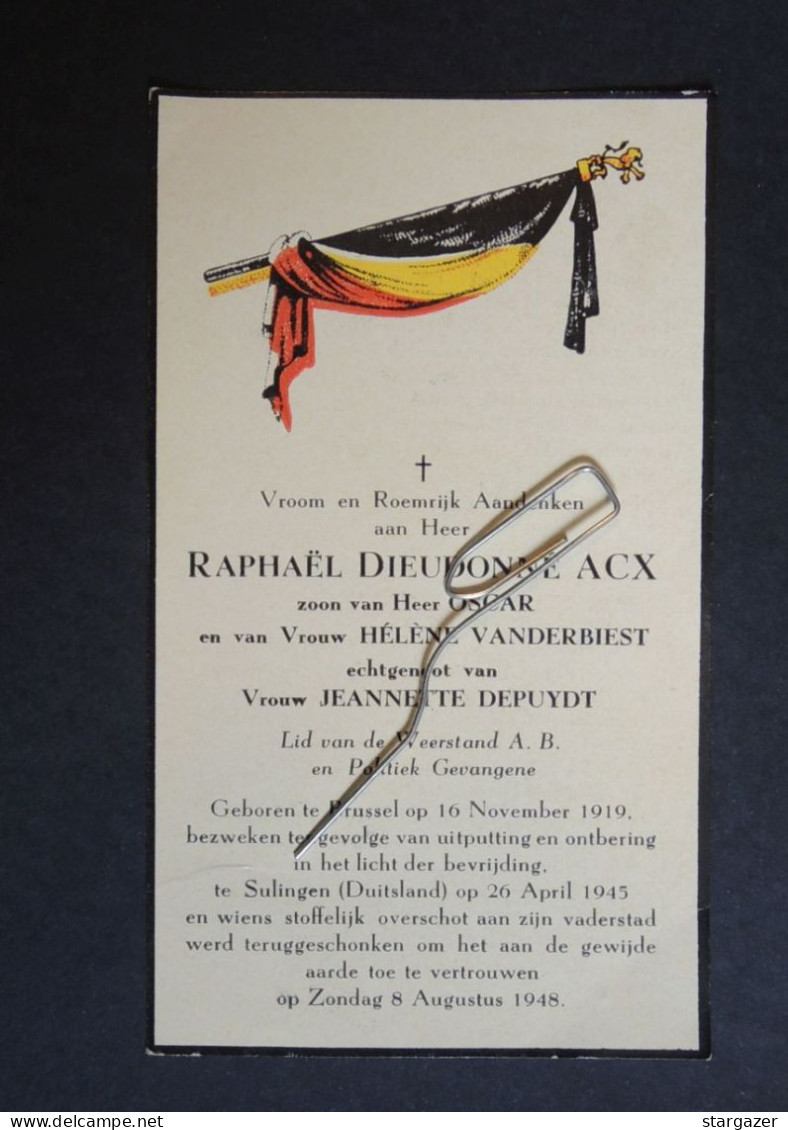 Vroom en Roemrijk Aandenken
aan Heer
RAPHAËL DIEUDONNÉ ACX
zoon van Heer OSCAR
en van Vrouw HÉLÈNE VANDERBIEST
echtgenoot van
Vrouw JEANNETTE DEPUYDT
Lid van de Weerstand A. B.
en Politiek Gevangene
Geboren te Brussel op 16 November 1919,
bezweken ten gevolge van uitputting en ontbering
in het licht der bevrijding,
te Sulingen (Duitsland) op 26 April 1945
en wiens stoffelijk overschot aan zijn vaderstad
werd teruggeschonken om het aan de gewijde
aarde toe te vertrouwen
op Zondag 8 Augustus 1948.
delcampe.net
stargazer